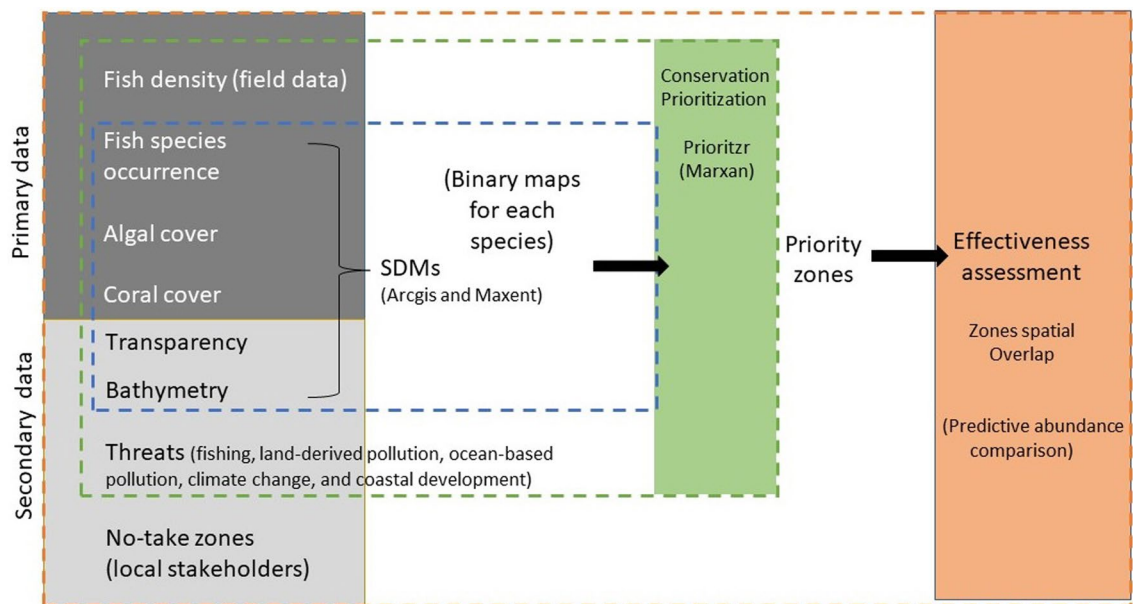 Primary data
Secondary data
Fish density (field data)
Fish species
occurrence
Algal cover
Coral cover
Transparency
Bathymetry
Threats (fishing, land-derived pollution, ocean-based
pollution, climate change, and coastal development)
No-take zones
(local stakeholders)
SDMs
(Arcgis and Maxent)
(Binary maps
for each
species)
Conservation
Prioritization
Prioritzr
(Marxan)
Priority
zones
Effectiveness
assessment
Zones spatial
Overlap
(Predictive abundance
comparison)